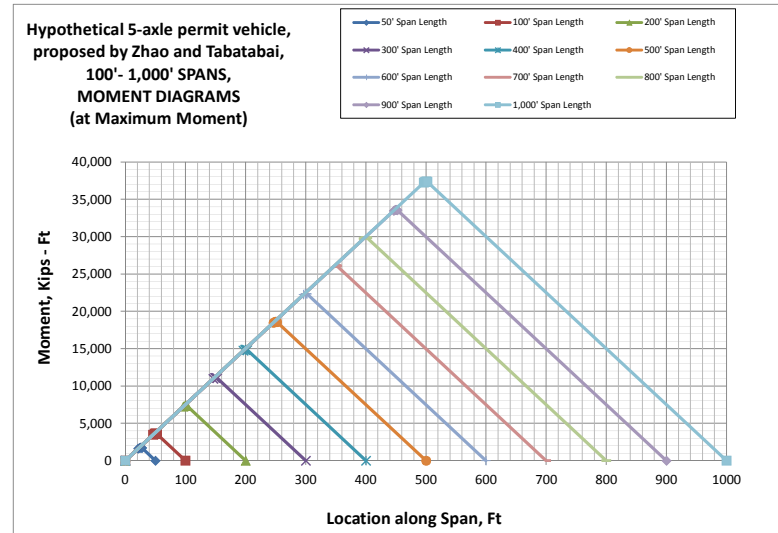 Hypothetical 5-axle permit vehicle,
proposed by Zhao and Tabatabai,
100'- 1,000' SPANS,
MOMENT DIAGRAMS
(at Maximum Moment)
50' Span Length
100' Span Length
200' Span Length
300' Span Length
400' Span Length
500' Span Length
600' Span Length
700' Span Length
800' Span Length
900' Span Length
1,000' Span Length
Moment, Kips - Ft
40,000
35,000
30,000
25,000
20,000
15,000
10,000
5,000
0
0 100 200 300 400 500 600 700 800 900 1000
Location along Span, Ft